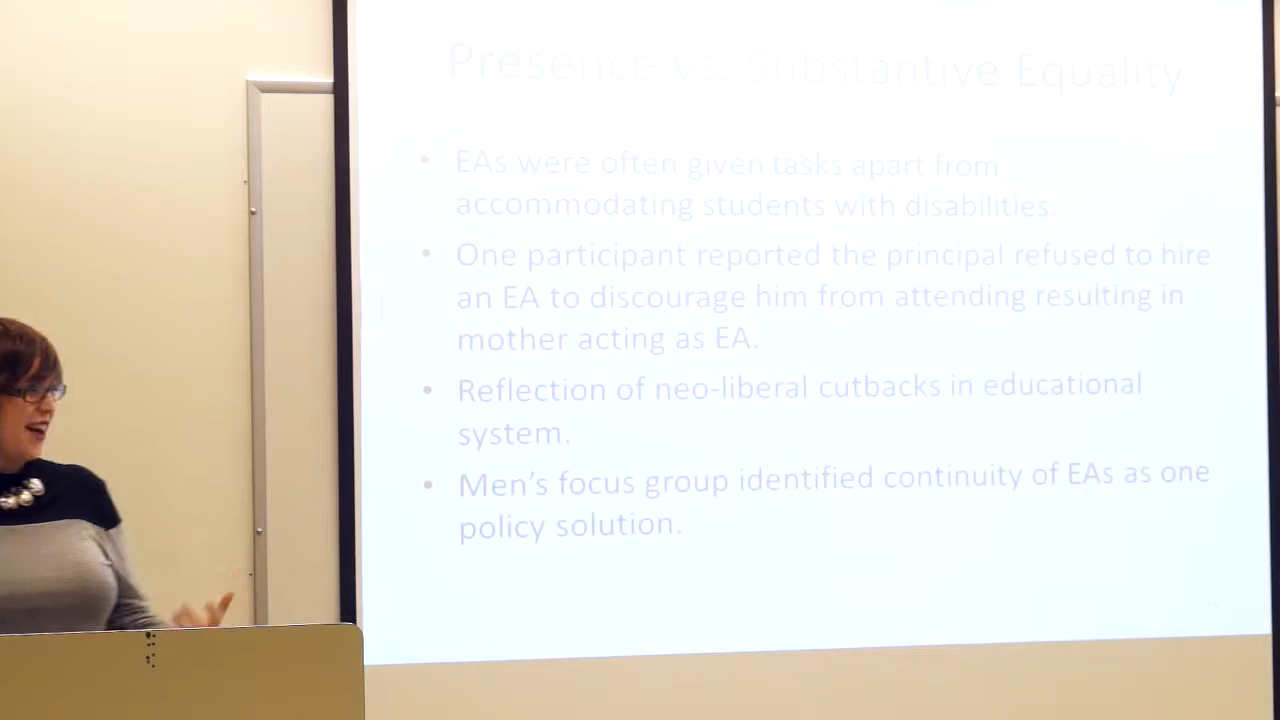 Presence vs. Substantive Equality
• EAs were often given tasks apart from
accommodating students with disabilities.
• One participant reported the principal refused to hire
an EA to discourage him from attending resulting in
mother acting as EA.
• Reflection of neo-liberal cutbacks in educational
system.
• Men’s focus group identified continuity of EAs as one
policy solution.